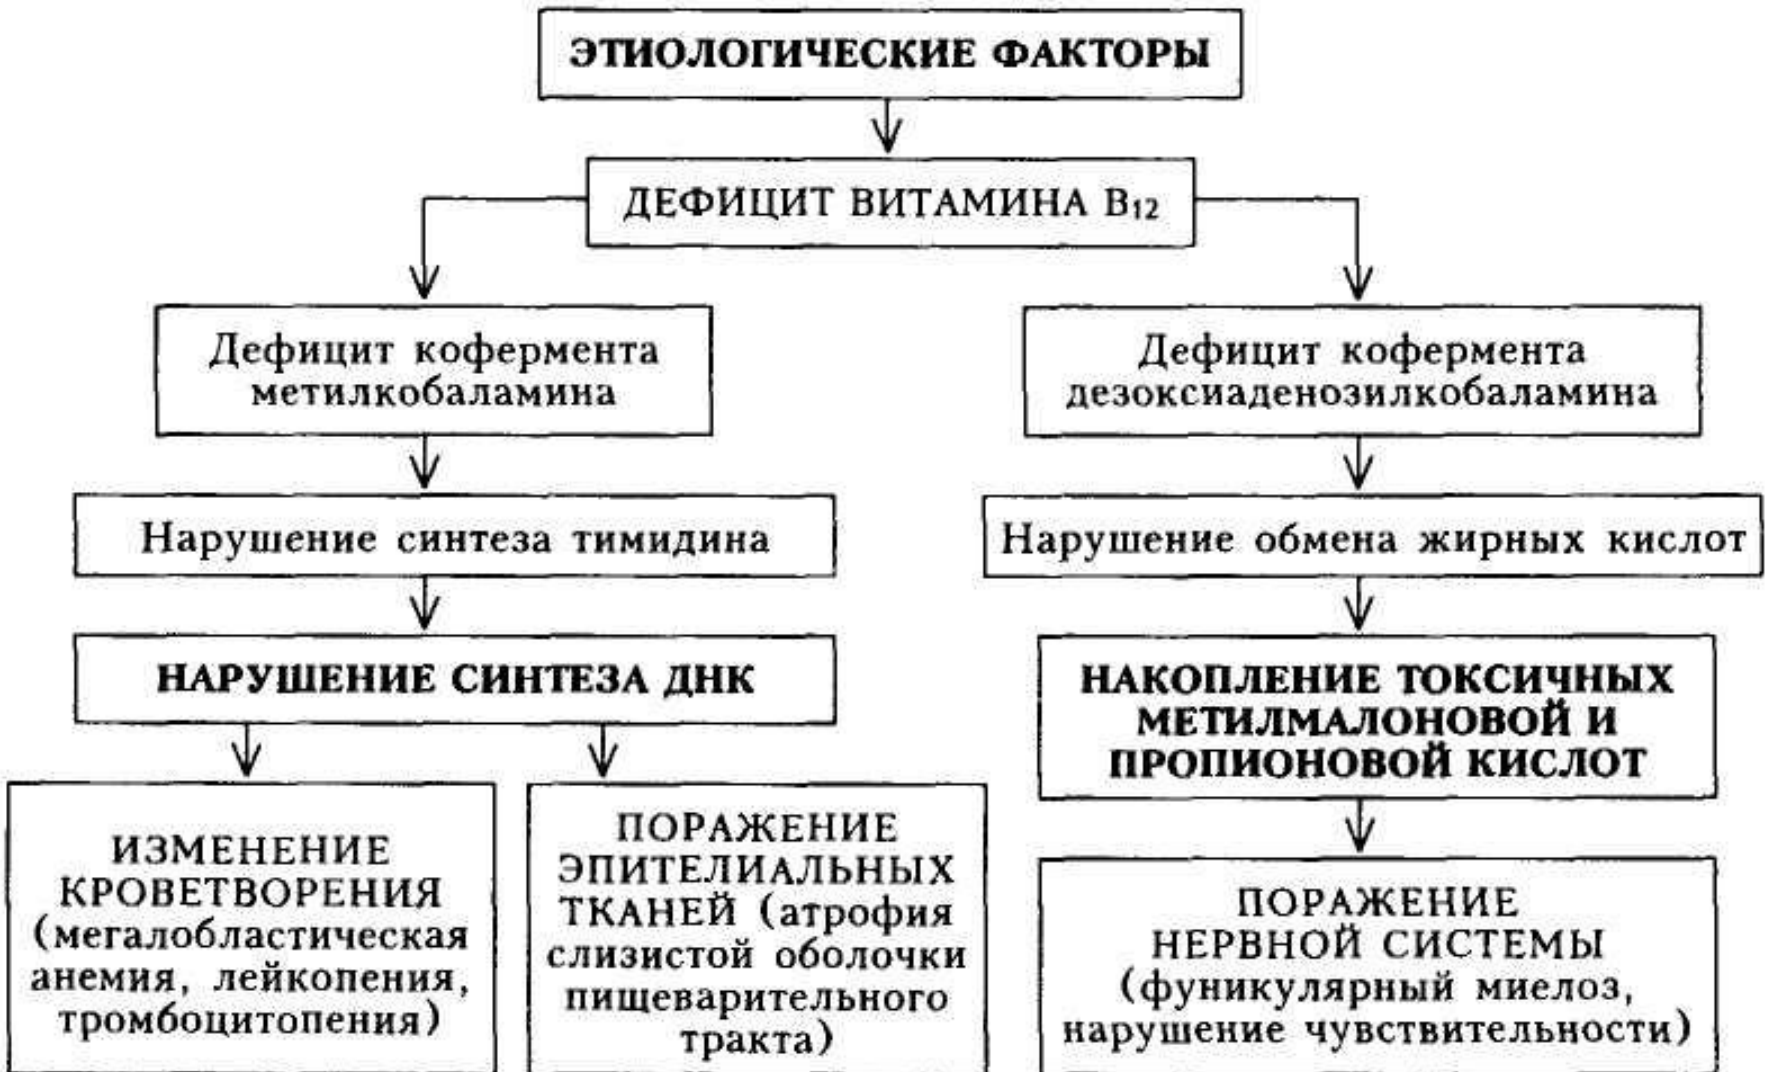 ЭТИОЛОГИЧЕСКИЕ ФАКТОРЫ
ДЕФИЦИТ ВИТАМИНА В₁₂
Дефицит кофермента
метилкобаламина
Дефицит кофермента
дезоксиаденозилкобаламина
Нарушение синтеза тимидина
Нарушение обмена жирных кислот
НАРУШЕНИЕ СИНТЕЗА ДНК
НАКОПЛЕНИЕ ТОКСИЧНЫХ
МЕТИЛМАЛОНОВОЙ И
ПРОПИОНОВОЙ КИСЛОТ
ИЗМЕНЕНИЕ
КРОВЕТВОРЕНИЯ
(мегалобластическая
анемия, лейкопения,
тромбоцитопения)
ПОРАЖЕНИЕ
ЭПИТЕЛИАЛЬНЫХ
ТКАНЕЙ (атрофия
слизистой оболочки
пищеварительного
тракта)
ПОРАЖЕНИЕ
НЕРВНОЙ СИСТЕМЫ
(фуникулярный миелоз,
нарушение чувствительности)